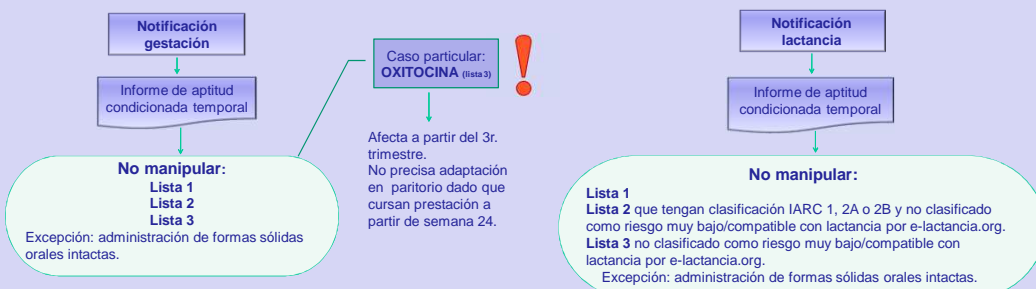 Notificación
gestación
Informe de aptitud
condicionada temporal
No manipular:
Lista 1
Lista 2
Lista 3
Excepción: administración de formas sólidas
orales intactas.
Caso particular:
OXITOCINA (lista 3)
Afecta a partir del 3r.
trimestre.
No precisa adaptación
en paritorio dado que
cursan prestación a
partir de semana 24.
Notificación
lactancia
Informe de aptitud
condicionada temporal
No manipular:
Lista 1
Lista 2 que tengan clasificación IARC 1, 2A o 2B y no clasificado
como riesgo muy bajo/compatible con lactancia por e-lactancia.org.
Lista 3 no clasificado como riesgo muy bajo/compatible con
lactancia por e-lactancia.org.
Excepción: administración de formas sólidas orales intactas.